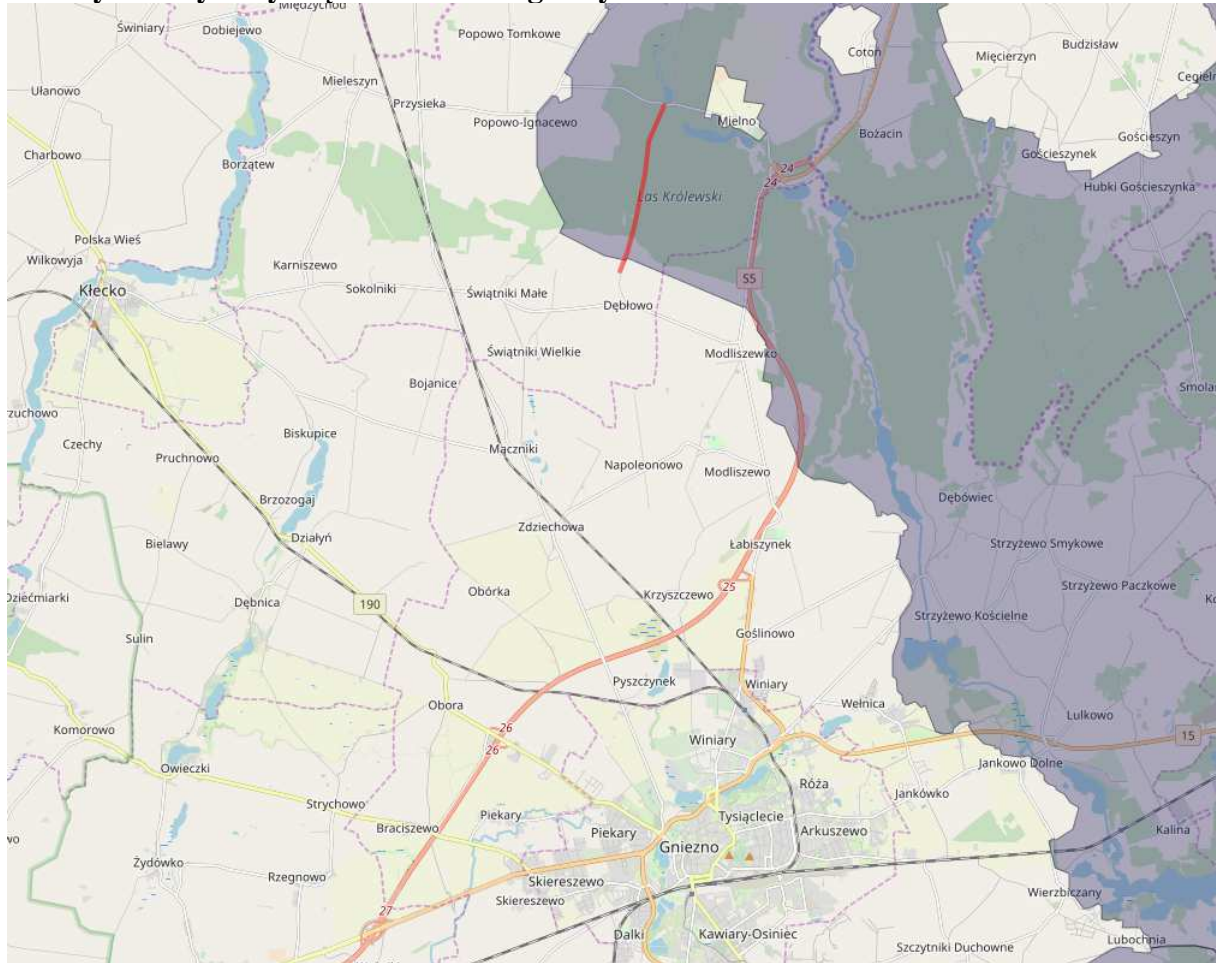 Międzychód
Świniary
Dobiejewo
Popowo Tomkowe
Coton
Budzisław
Mięcierzyn
Ułanowo
Mieleszyn
Przysieka
Popowo-Ignacewo
Mielno
Bożacin
Gościeszyn
Charbowo
Borzątew
24
24
Gościeszynek
Hubki Gościeszynka
Las Królewski
Polska Wieś
Wilkowyja
Karniszewo
Sokolniki
Świątniki Małe
S5
Kłecko
Dębłowo
Świątniki Wielkie
Modliszewko
Bojanice
Czechy
Biskupice
Mączniki
Pruchnowo
Napoleonowo
Modliszewo
Brzozogaj
Dębówiec
Zdziechowa
Działyń
Bielawy
Łabiszynek
Strzyżewo Smykowe
Obórka
25
Strzyżewo Paczkowe
Dębnica
190
Krzyszczewo
Strzyżewo Kościelne
Sulin
Goślinowo
Pyszczynek
Winiary
Wełnica
Obora
Lulkowo
Komorowo
26
26
Winiary
15
Owieczki
Jankowo Dolne
Róża
Jankówko
Strychowo
Piekary
Tysiąclecie
Braciszewo
Piekary
Arkuszewo
Kalina
Gniezno
Żydówko
Rzegnowo
Skiereszewo
Skiereszewo
Wierzbiczany
27
Dalki
Kawiary-Osiniec
Szczytniki Duchowne
Lubochnia